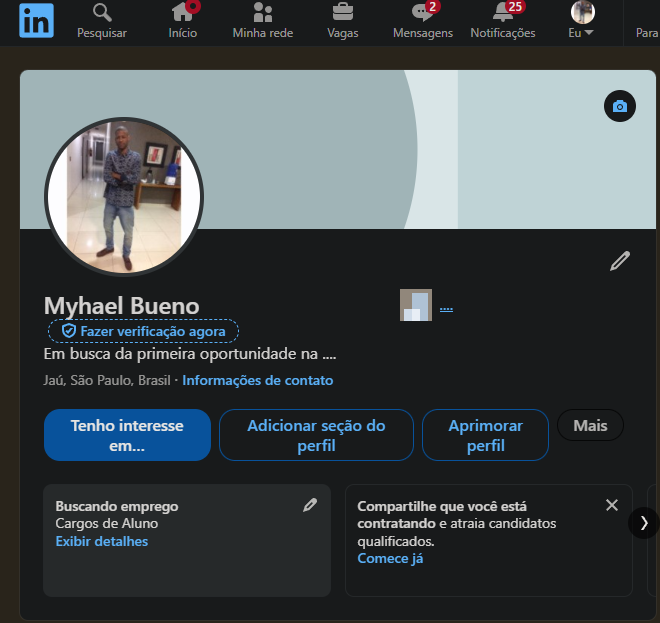 in
2
25
Pesquisar
Início
Minha rede
Vagas
Mensagens
Notificações
Eu
Para
Myhael Bueno
....
Fazer verificação agora
Em busca da primeira oportunidade na ....
Jaú, São Paulo, Brasil · Informações de contato
Tenho interesse
em...
Adicionar seção do
perfil
Aprimorar
perfil
Mais
Buscando emprego
Cargos de Aluno
Exibir detalhes
Compartilhe que você está
contratando e atraia candidatos
qualificados.
Comece já